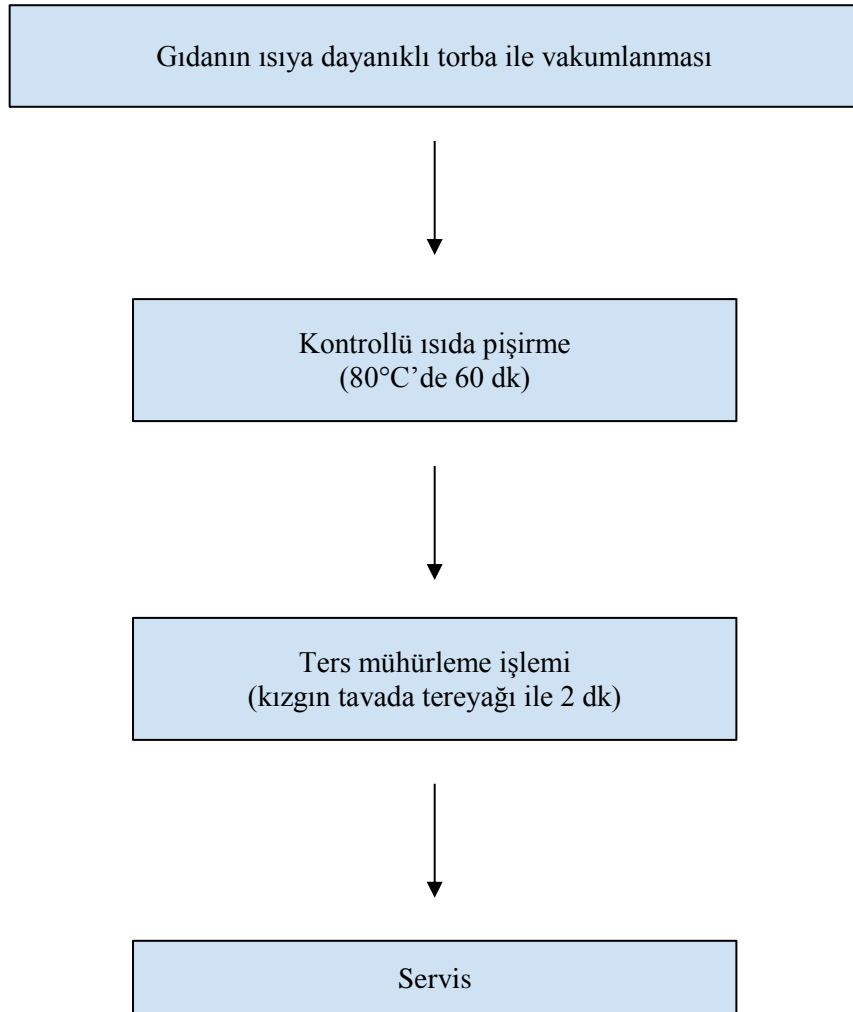 Gıdanın ısıya dayanıklı torba ile vakumlanması
Kontrollü ısıda pişirme
(80°C’de 60 dk)
Ters mühürleme işlemi
(kızgın tavada tereyağı ile 2 dk)
Servis